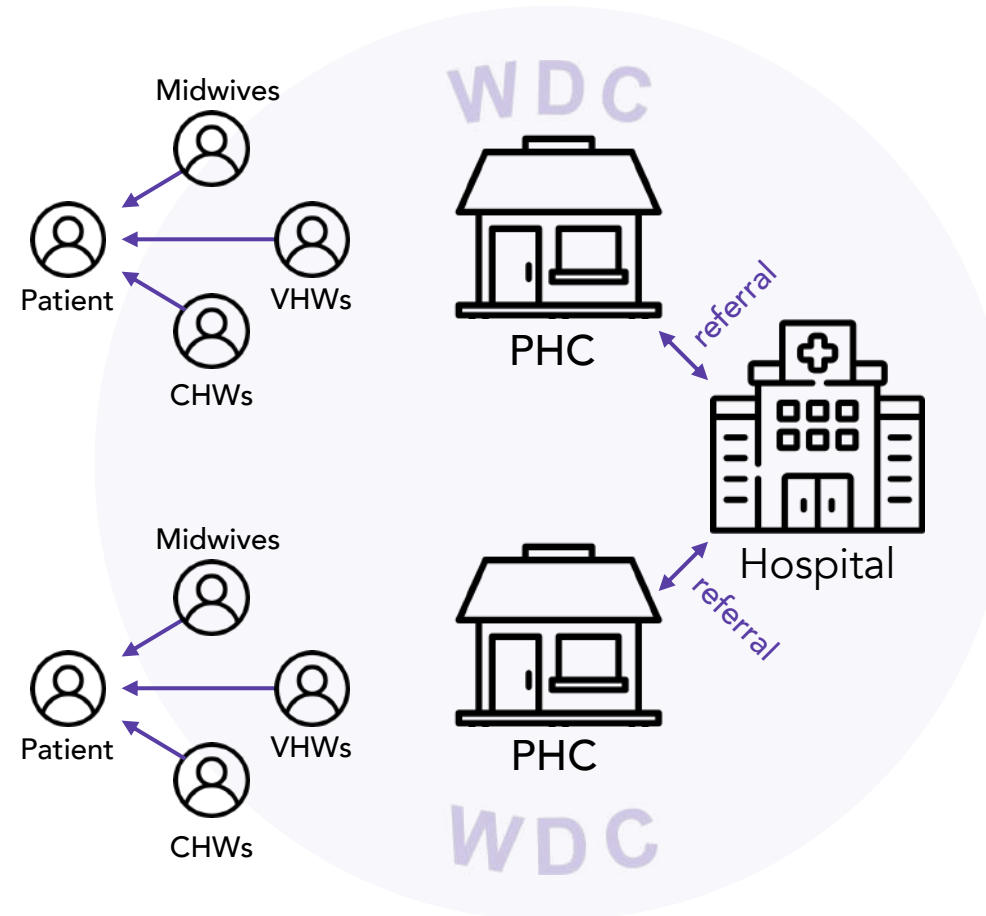 WDC
Midwives
Patient
VHWs
CHWs
PHC
referral
Hospital
Midwives
Patient
VHWs
CHWs
PHC
referral
WDC